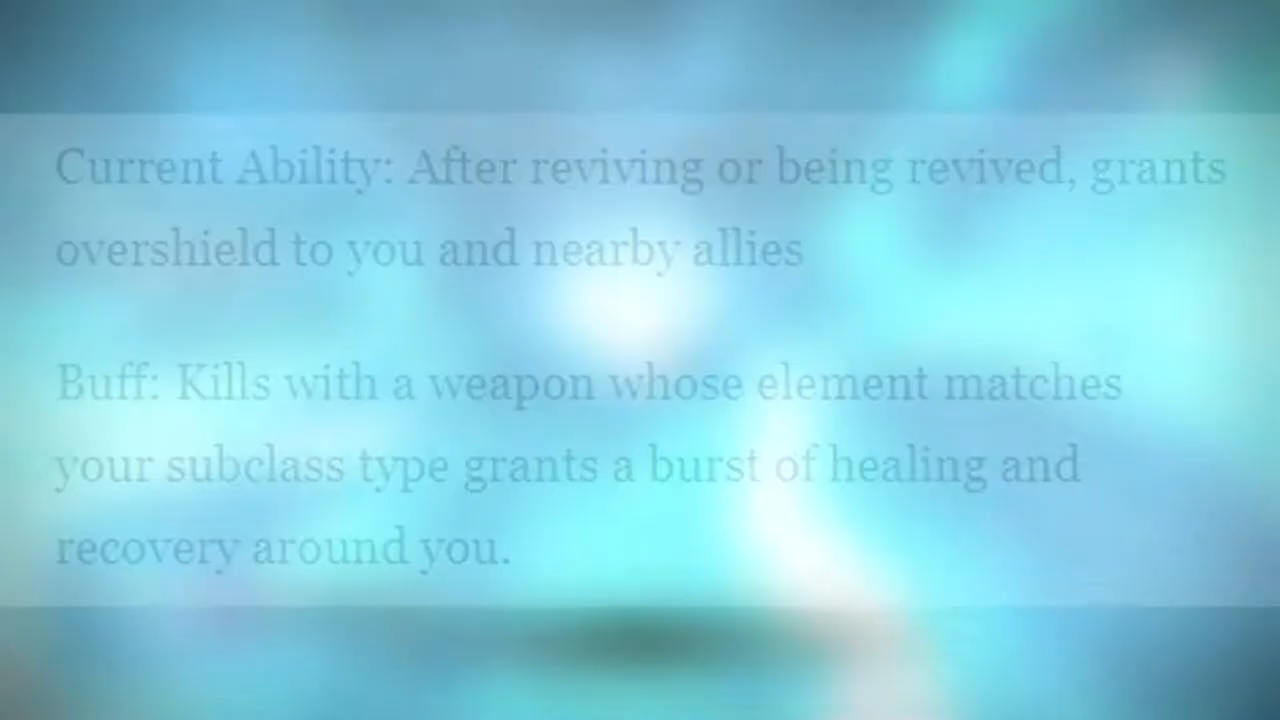 Current Ability: After reviving or being revived, grants
overshield to you and nearby allies
Buff: Kills with a weapon whose element matches
your subclass type grants a burst of healing and
recovery around you.